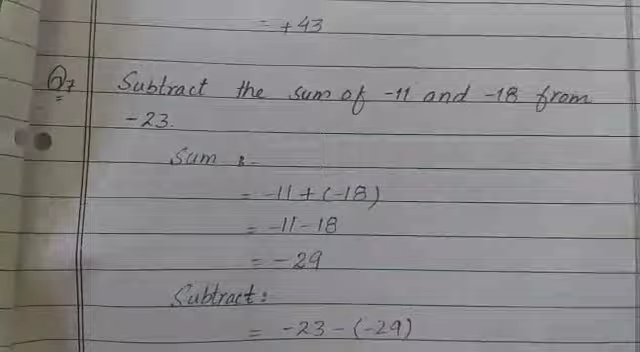 = +43
Q7 Subtract the sum of -11 and -18 from
-23.
Sum :-
= -11 + (-18)
= -11 - 18
= -29
Subtract:
= -23 - (-29)